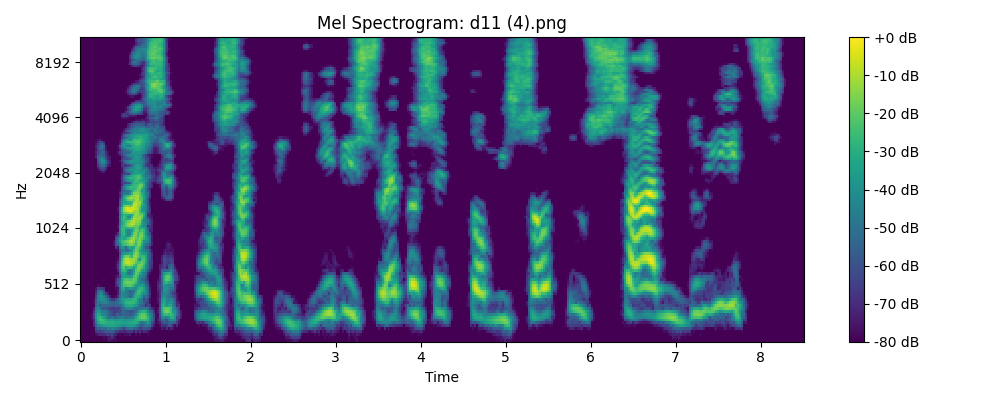 Mel Spectrogram: d11 (4).png
Hz
8192
4096
2048
1024
512
0
0 1 2 3 4 5 6 7 8
Time
+0 dB
-10 dB
-20 dB
-30 dB
-40 dB
-50 dB
-60 dB
-70 dB
-80 dB